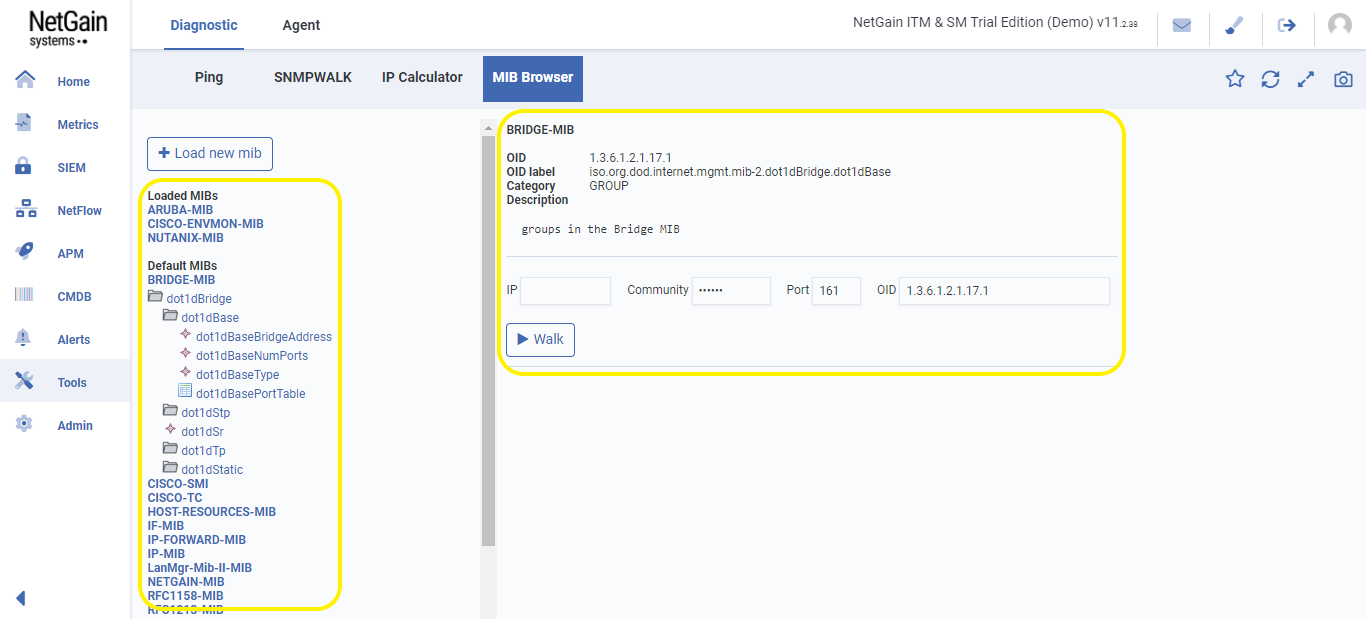 NetGain
systems
Diagnostic
Agent
NetGain ITM & SM Trial Edition (Demo) v11.2.38
Home
Metrics
SIEM
NetFlow
APM
CMDB
Alerts
Tools
Admin
Ping
SNMPWALK
IP Calculator
MIB Browser
Load new mib
Loaded MIBs
ARUBA-MIB
CISCO-ENVMON-MIB
NUTANIX-MIB
Default MIBs
BRIDGE-MIB
dot1dBridge
dot1dBase
dot1dBaseBridgeAddress
dot1dBaseNumPorts
dot1dBaseType
dot1dBasePortTable
dot1dStp
dot1dSr
dot1dTp
dot1dStatic
CISCO-SMI
CISCO-TC
HOST-RESOURCES-MIB
IF-MIB
IP-FORWARD-MIB
IP-MIB
LanMgr-Mib-II-MIB
NETGAIN-MIB
RFC1158-MIB
RFC1213-MIB
BRIDGE-MIB
OID 1.3.6.1.2.1.17.1
OID label iso.org.dod.internet.mgmt.mib-2.dot1dBridge.dot1dBase
Category GROUP
Description
groups in the Bridge MIB
IP Community •••••• Port 161 OID 1.3.6.1.2.1.17.1
Walk